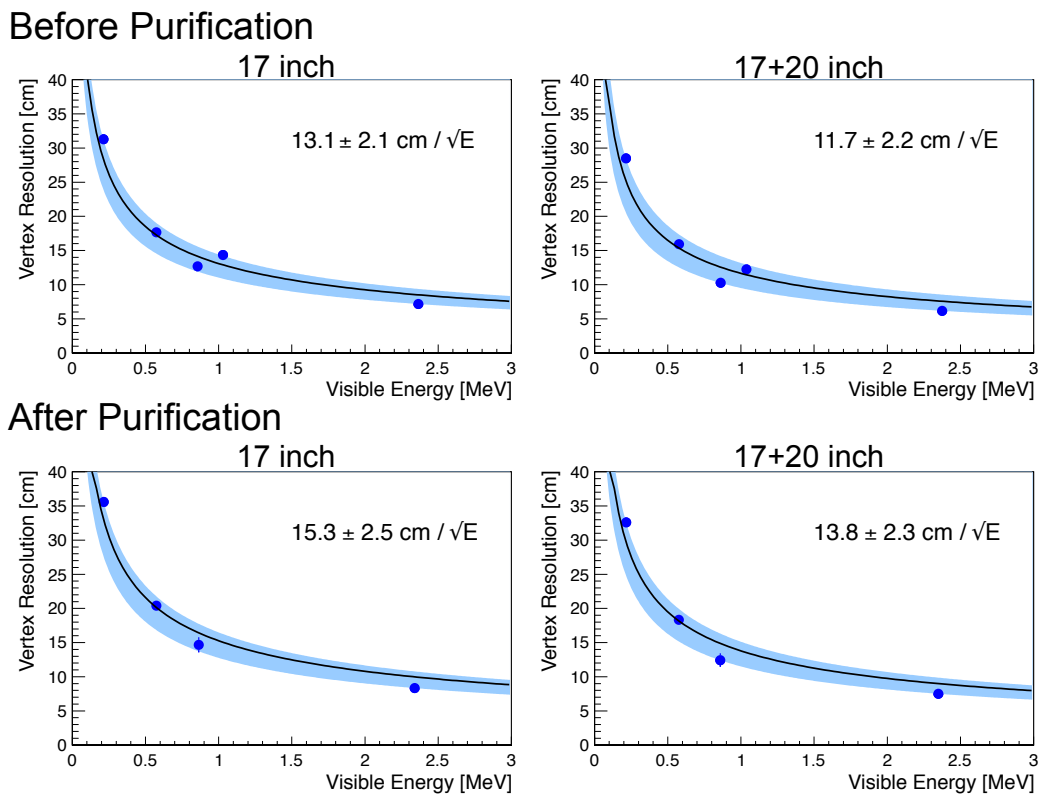 Before Purification
17 inch
Vertex Resolution [cm]
40
35
30
25
20
15
10
5
0
13.1 ± 2.1 cm / √E
0 0.5 1 1.5 2 2.5 3
Visible Energy [MeV]
17+20 inch
Vertex Resolution [cm]
40
35
30
25
20
15
10
5
0
11.7 ± 2.2 cm / √E
0 0.5 1 1.5 2 2.5 3
Visible Energy [MeV]
After Purification
17 inch
Vertex Resolution [cm]
40
35
30
25
20
15
10
5
0
15.3 ± 2.5 cm / √E
0 0.5 1 1.5 2 2.5 3
Visible Energy [MeV]
17+20 inch
Vertex Resolution [cm]
40
35
30
25
20
15
10
5
0
13.8 ± 2.3 cm / √E
0 0.5 1 1.5 2 2.5 3
Visible Energy [MeV]